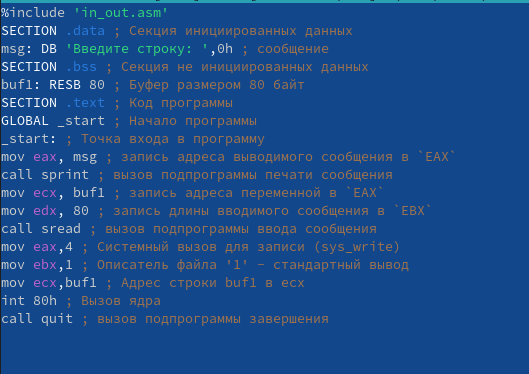 %include 'in_out.asm'
SECTION .data ; Секция инициированных данных
msg: DB 'Введите строку: ',0h ; сообщение
SECTION .bss ; Секция не инициированных данных
buf1: RESB 80 ; Буфер размером 80 байт
SECTION .text ; Код программы
GLOBAL _start ; Начало программы
_start: ; Точка входа в программу
mov eax, msg ; запись адреса выводимого сообщения в `EAX`
call sprint ; вызов подпрограммы печати сообщения
mov ecx, buf1 ; запись адреса переменной в `EAX`
mov edx, 80 ; запись длины вводимого сообщения в `EBX`
call sread ; вызов подпрограммы ввода сообщения
mov eax,4 ; Системный вызов для записи (sys_write)
mov ebx,1 ; Описатель файла '1' - стандартный вывод
mov ecx,buf1 ; Адрес строки buf1 в ecx
int 80h ; Вызов ядра
call quit ; вызов подпрограммы завершения